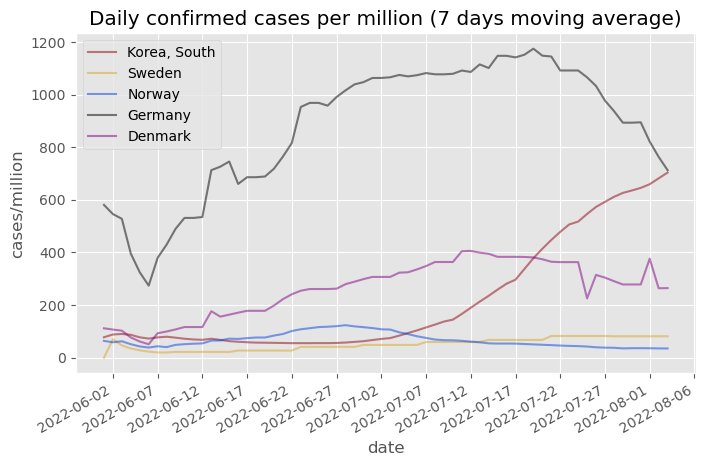 Daily confirmed cases per million (7 days moving average)
Korea, South
Sweden
Norway
Germany
Denmark
cases/million
1200
1000
800
600
400
200
0
2022-06-02
2022-06-07
2022-06-12
2022-06-17
2022-06-22
2022-06-27
2022-07-02
2022-07-07
2022-07-12
2022-07-17
2022-07-22
2022-07-27
2022-08-01
2022-08-06
date